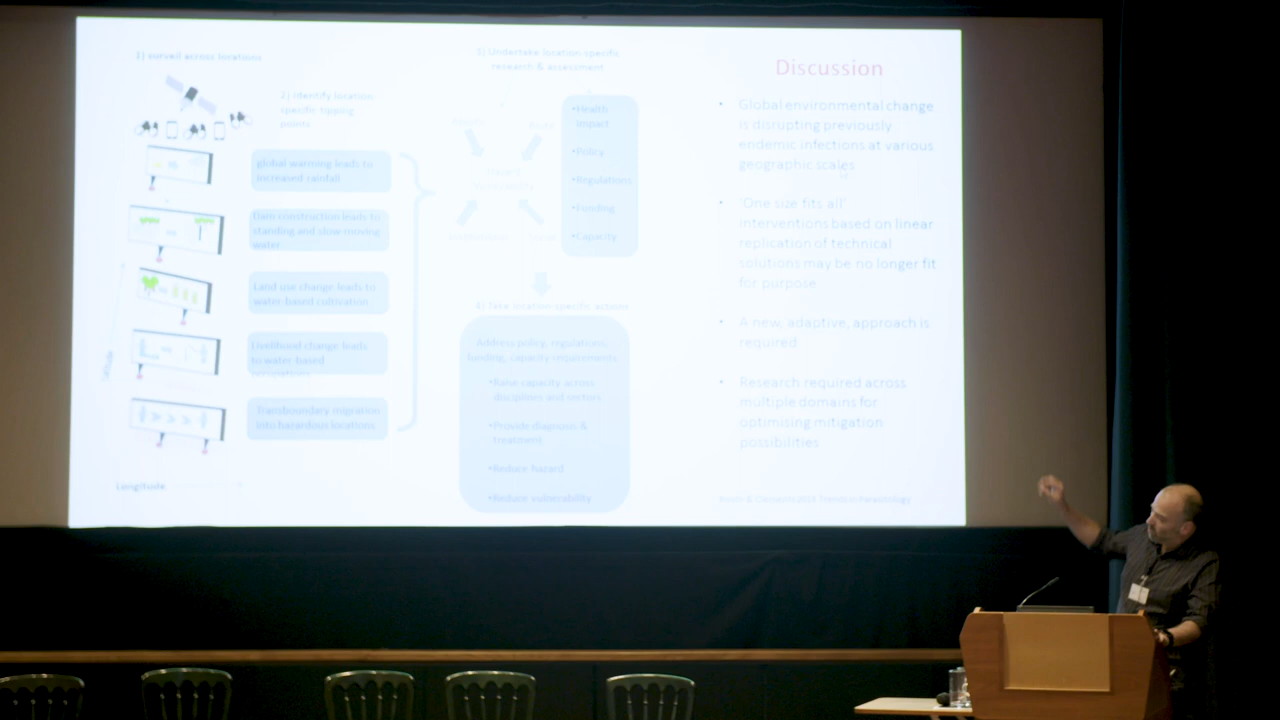 1) surveil across locations
2) Identify location
specific tipping
points
global warming leads to
increased rainfall
Dam construction leads to
standing and slow moving
water
Land use change leads to
water-based cultivation
Livelihood change leads
to water based
Transboundary migration
into hazardous locations
Longitude
3) Undertake location-specific
research & assessment
•Health
impact
•Policy
•Regulations
•Funding
•Capacity
4) Take location-specific actions
Address policy, regulations,
funding, capacity requirements
•Raise capacity across
disciplines and sectors
•Provide diagnosis &
treatment
•Reduce hazard
•Reduce vulnerability
Discussion
• Global environmental change
is disrupting previously
endemic infections at various
geographic scales
• 'One size fits all'
interventions based on linear
replication of technical
solutions may be no longer fit
for purpose
• A new, adaptive, approach is
required
• Research required across
multiple domains for
optimising mitigation
possibilities